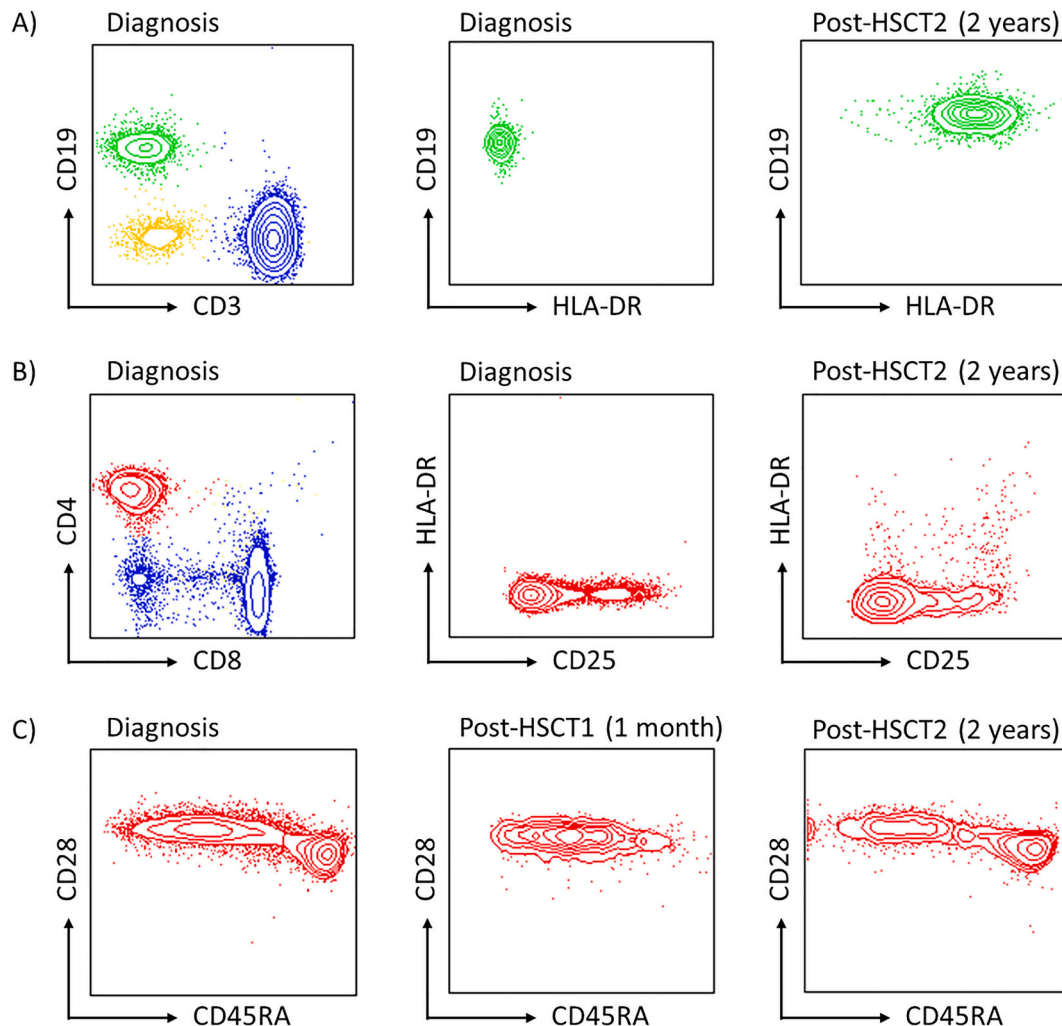 A) Diagnosis Diagnosis Post-HSCT2 (2 years)
CD19 CD19 CD19
CD3 HLA-DR HLA-DR
B) Diagnosis Diagnosis Post-HSCT2 (2 years)
CD4 HLA-DR HLA-DR
CD8 CD25 CD25
C) Diagnosis Post-HSCT1 (1 month) Post-HSCT2 (2 years)
CD28 CD28 CD28
CD45RA CD45RA CD45RA